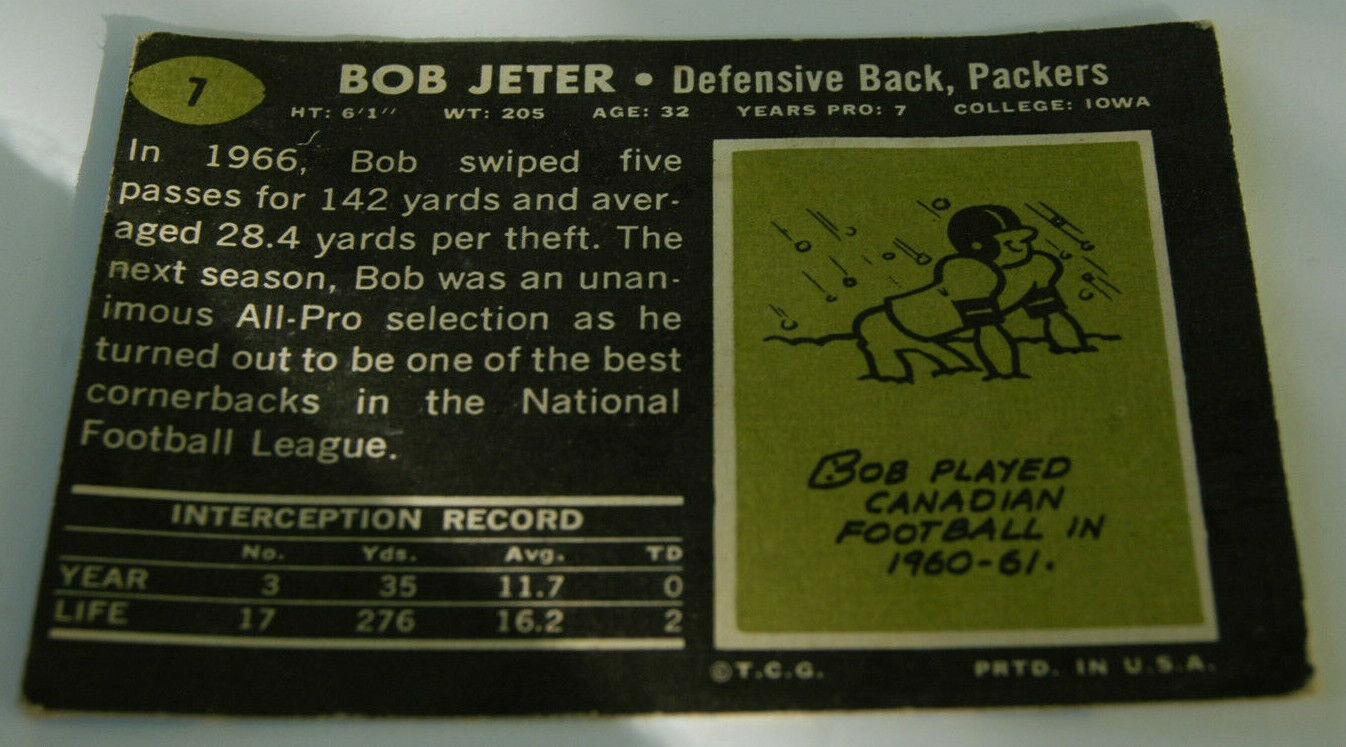 7
BOB JETER • Defensive Back, Packers
HT: 6'1" WT: 205 AGE: 32 YEARS PRO: 7 COLLEGE: IOWA
In 1966, Bob swiped five
passes for 142 yards and aver-
aged 28.4 yards per theft. The
next season, Bob was an unan-
imous All-Pro selection as he
turned out to be one of the best
cornerbacks in the National
Football League.
INTERCEPTION RECORD
No. Yds. Avg. TD
YEAR 3 35 11.7 0
LIFE 17 276 16.2 2
BOB PLAYED
CANADIAN
FOOTBALL IN
1960-61.
©T.C.G. PRTD. IN U.S.A.